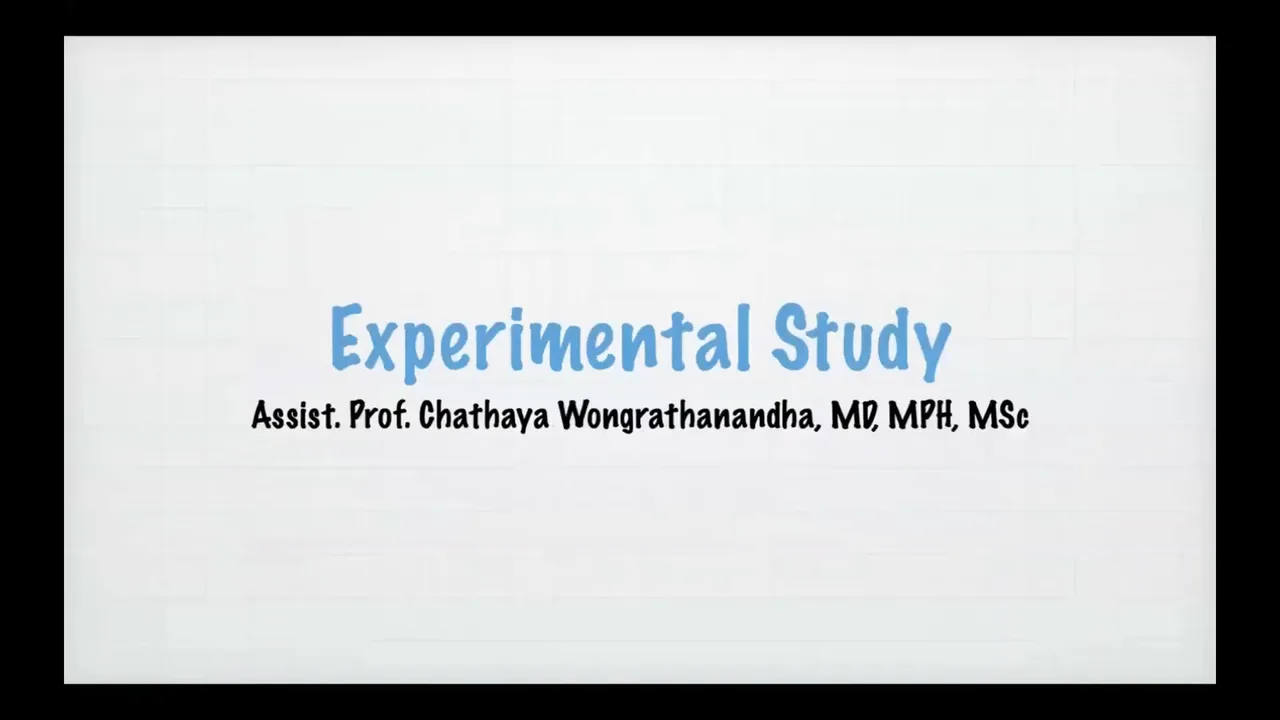 Experimental Study
Assist. Prof. Chathaya Wongrathanandha, MD, MPH, MSc